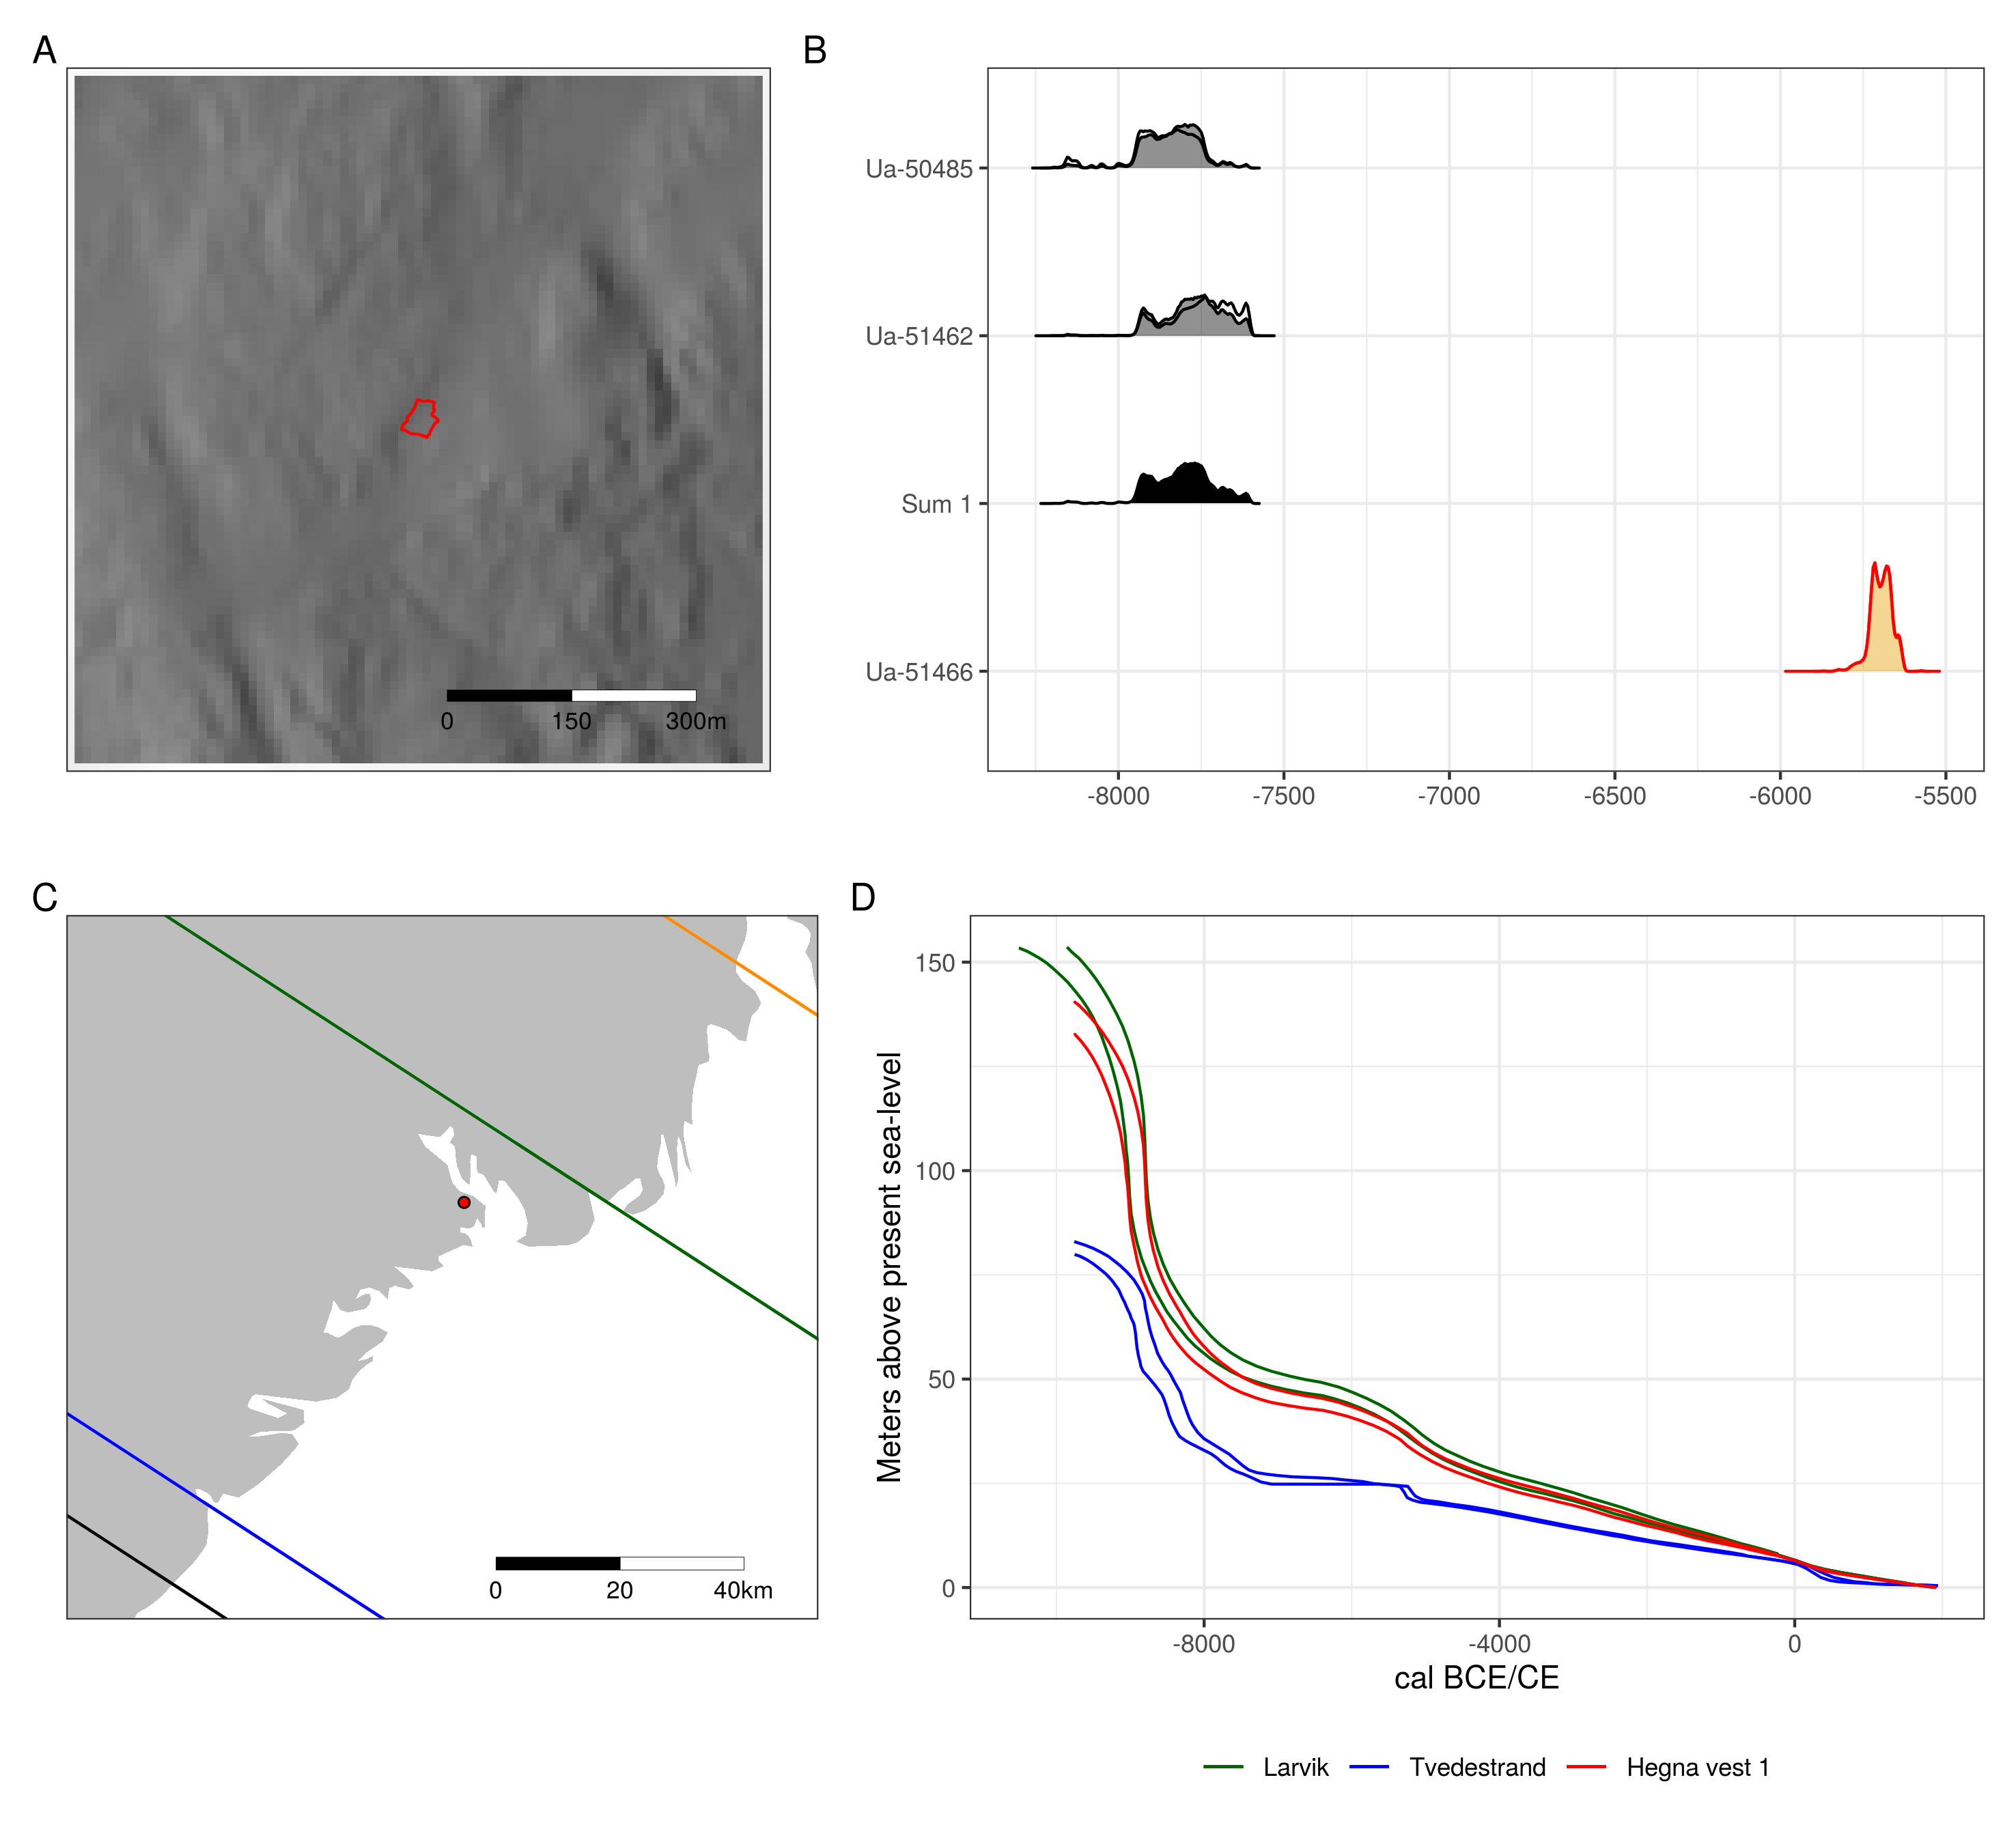 A
B
Ua-50485
Ua-51462
Sum 1
Ua-51466
0 150 300m
-8000 -7500 -7000 -6500 -6000 -5500
C
D
150
100
50
0
Meters above present sea-level
0 20 40km
-8000 -4000 0
cal BCE/CE
Larvik Tvedestrand Hegna vest 1